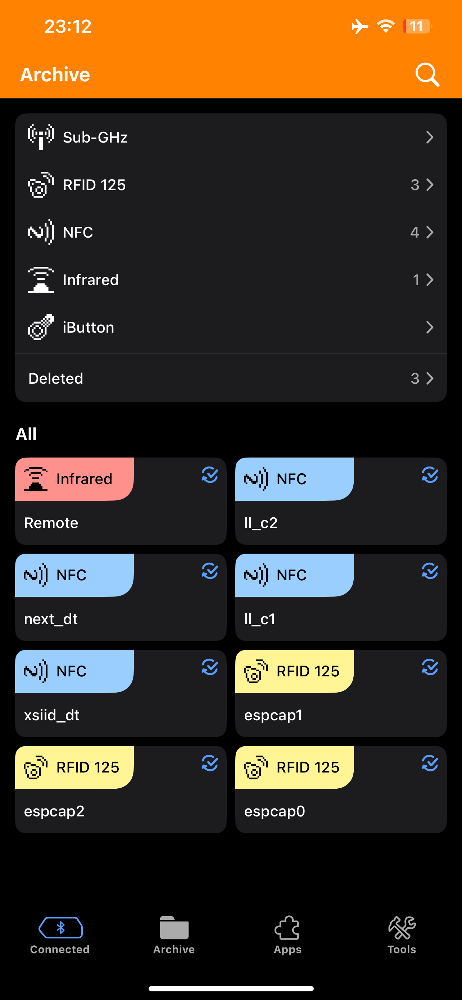 23:12
11
Archive
Sub-GHz
RFID 125 3
NFC 4
Infrared 1
iButton
Deleted 3
All
Infrared NFC
Remote ll_c2
NFC NFC
next_dt ll_c1
NFC RFID 125
xsiid_dt espcap1
RFID 125 RFID 125
espcap2 espcap0
Connected Archive Apps Tools